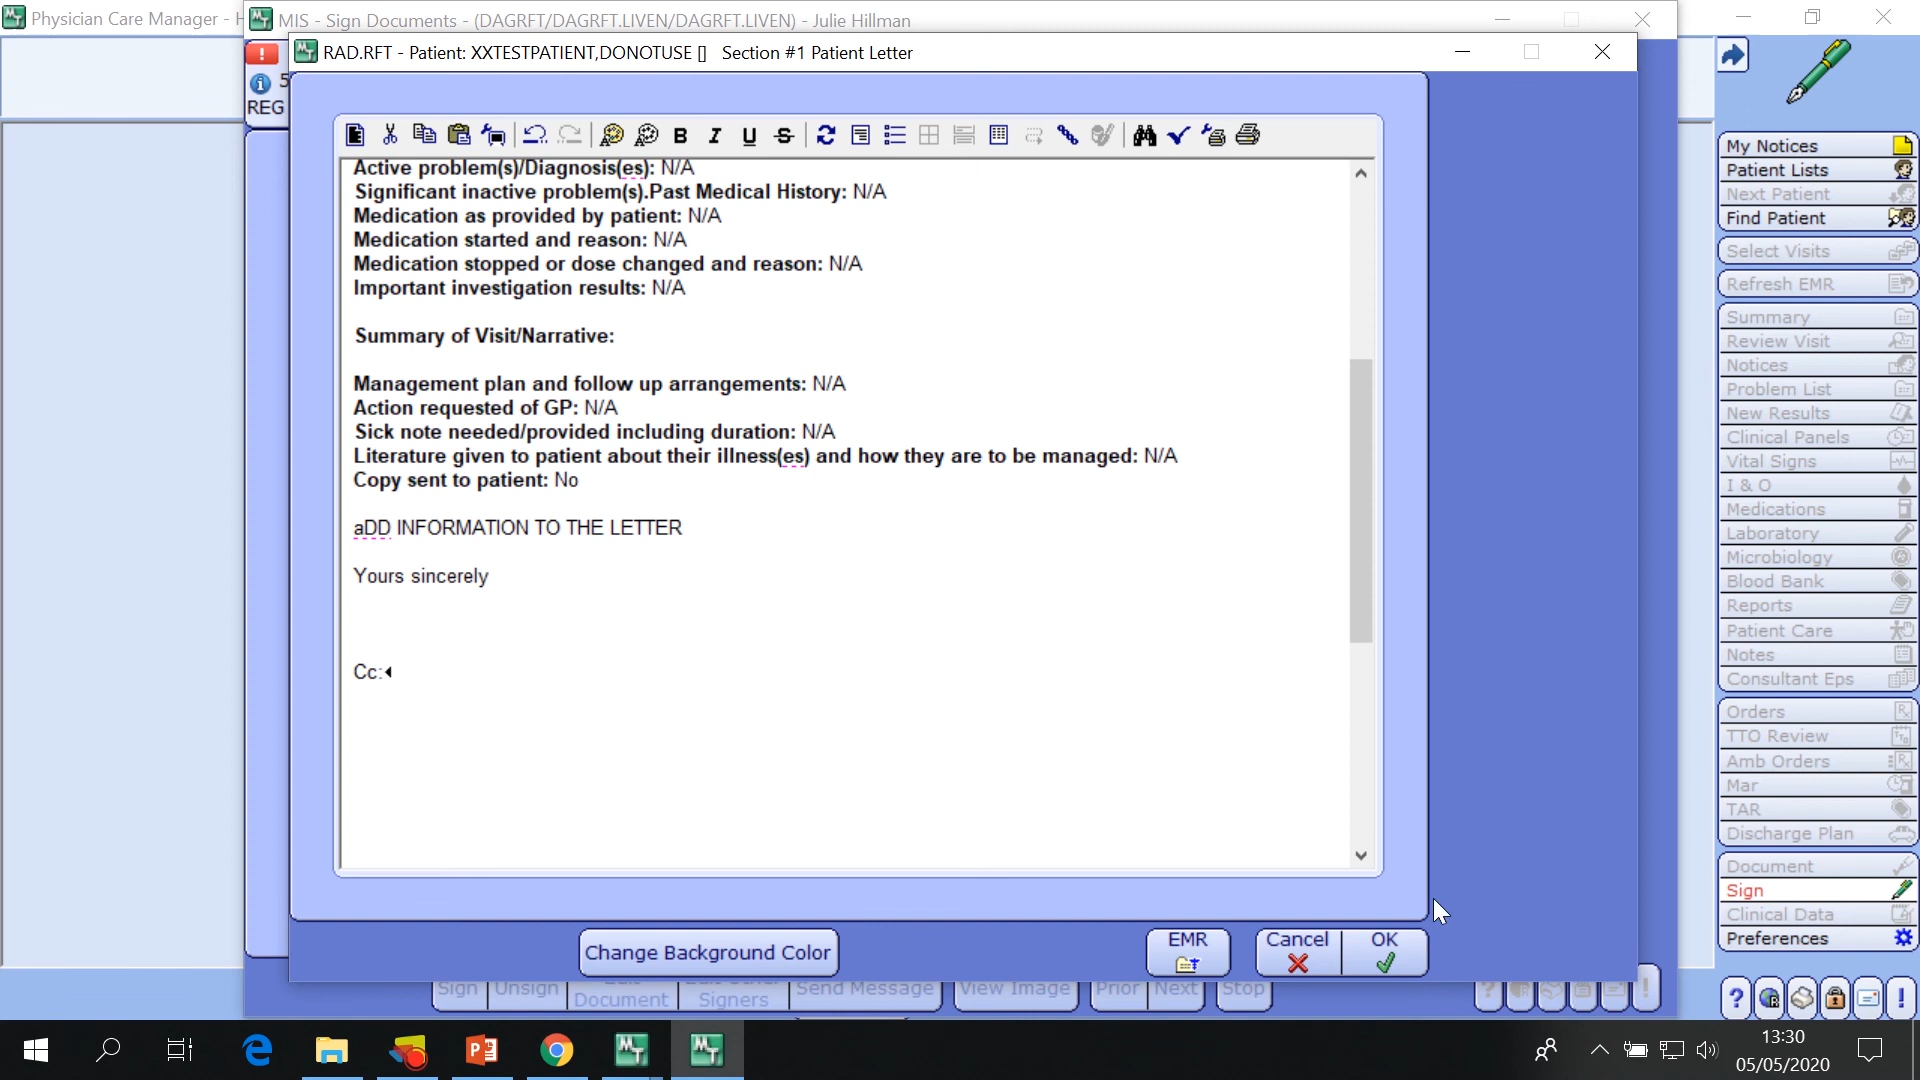 Physician Care Manager - H
MIS - Sign Documents - (DAGRFT/DAGRFT.LIVEN/DAGRFT.LIVEN) - Julie Hillman
RAD.RFT - Patient: XXTESTPATIENT,DONOTUSE [] Section #1 Patient Letter
5
REG
Active problem(s)/Diagnosis(es): N/A
Significant inactive problem(s).Past Medical History: N/A
Medication as provided by patient: N/A
Medication started and reason: N/A
Medication stopped or dose changed and reason: N/A
Important investigation results: N/A
Summary of Visit/Narrative:
Management plan and follow up arrangements: N/A
Action requested of GP: N/A
Sick note needed/provided including duration: N/A
Literature given to patient about their illness(es) and how they are to be managed: N/A
Copy sent to patient: No
aDD INFORMATION TO THE LETTER
Yours sincerely
Cc:
Change Background Color
EMR
Cancel
OK
Sign Unsign Document Signers Send Message View Image Prior Next Stop
My Notices
Patient Lists
Next Patient
Find Patient
Select Visits
Refresh EMR
Summary
Review Visit
Notices
Problem List
New Results
Clinical Panels
Vital Signs
I & O
Medications
Laboratory
Microbiology
Blood Bank
Reports
Patient Care
Notes
Consultant Eps
Orders
TTO Review
Amb Orders
Mar
TAR
Discharge Plan
Document
Sign
Clinical Data
Preferences
13:30
05/05/2020